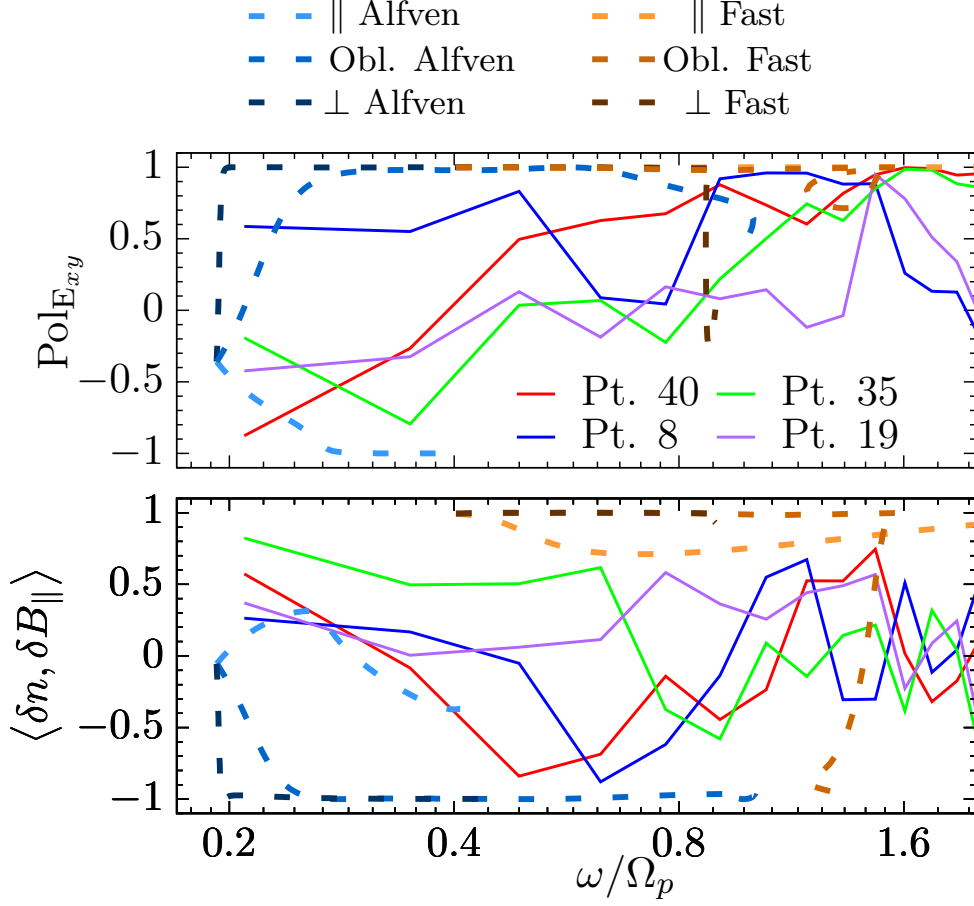 ∥ Alfven ∥ Fast
Obl. Alfven Obl. Fast
⊥ Alfven ⊥ Fast
Pol_{E_{xy}}
1
0.5
0
−0.5
−1
Pt. 40 Pt. 35
Pt. 8 Pt. 19
⟨δn, δB_∥⟩
1
0.5
0
−0.5
−1
0.2 0.4 0.8 1.6
ω/Ω_p